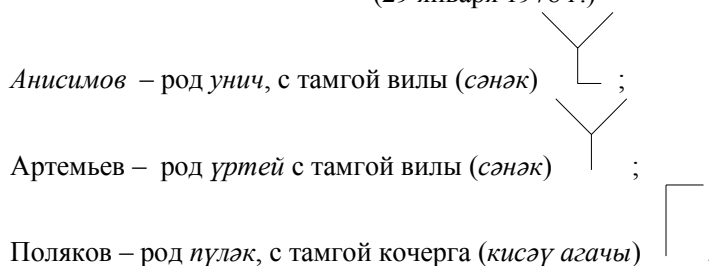 Анисимов – род унич, с тамгой вилы (сәнәк) ;
Артемьев – род үртей с тамгой вилы (сәнәк) ;
Поляков – род пүләк, с тамгой кочерга (кисәү агачы) .